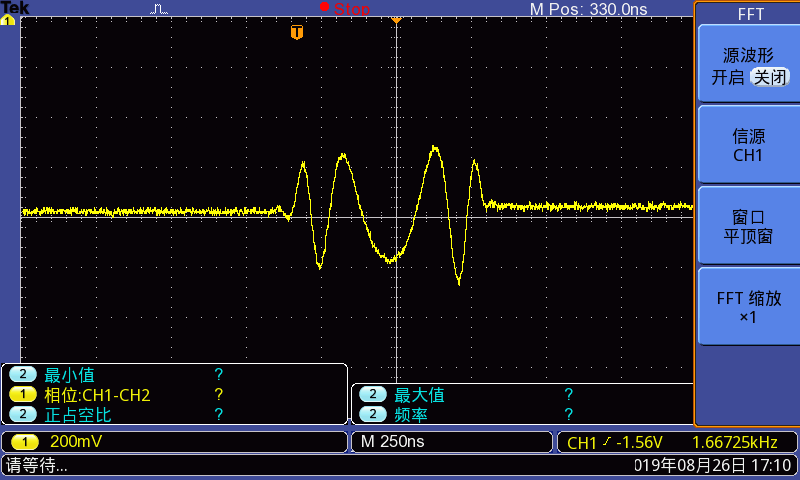 Tek
Stop
M Pos: 330.0ns
1
T
FFT
源波形
开启 关闭
信源
CH1
窗口
平顶窗
FFT 缩放
×1
2 最小值 ?
1 相位:CH1-CH2 ?
2 正占空比 ?
2 最大值 ?
2 频率 ?
1 200mV
M 250ns
CH1 -1.56V 1.66725kHz
请等待...
019年08月26日 17:10